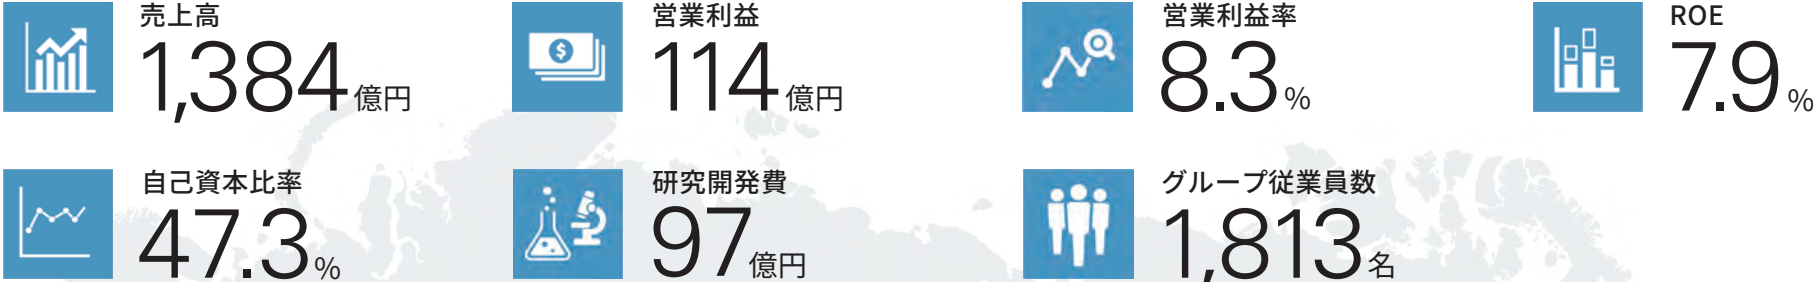 売上高
1,384億円
営業利益
114億円
営業利益率
8.3%
ROE
7.9%
自己資本比率
47.3%
研究開発費
97億円
グループ従業員数
1,813名